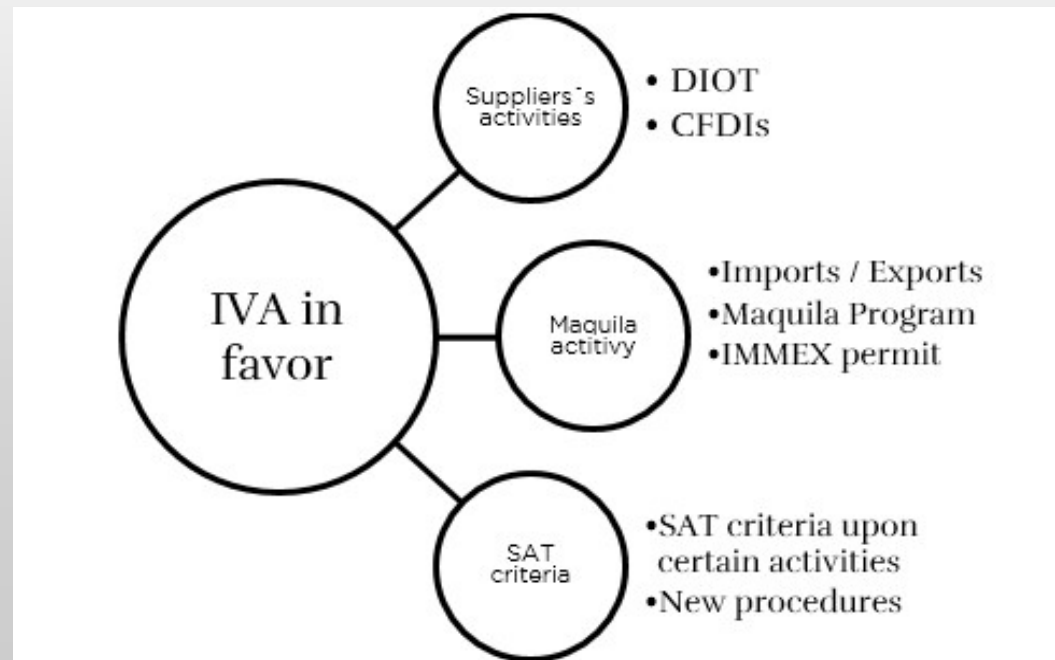 Suppliers´s
activities
• DIOT
• CFDIs
IVA in
favor
Maquila
actitivy
•Imports / Exports
•Maquila Program
•IMMEX permit
SAT
criteria
•SAT criteria upon
certain activities
•New procedures